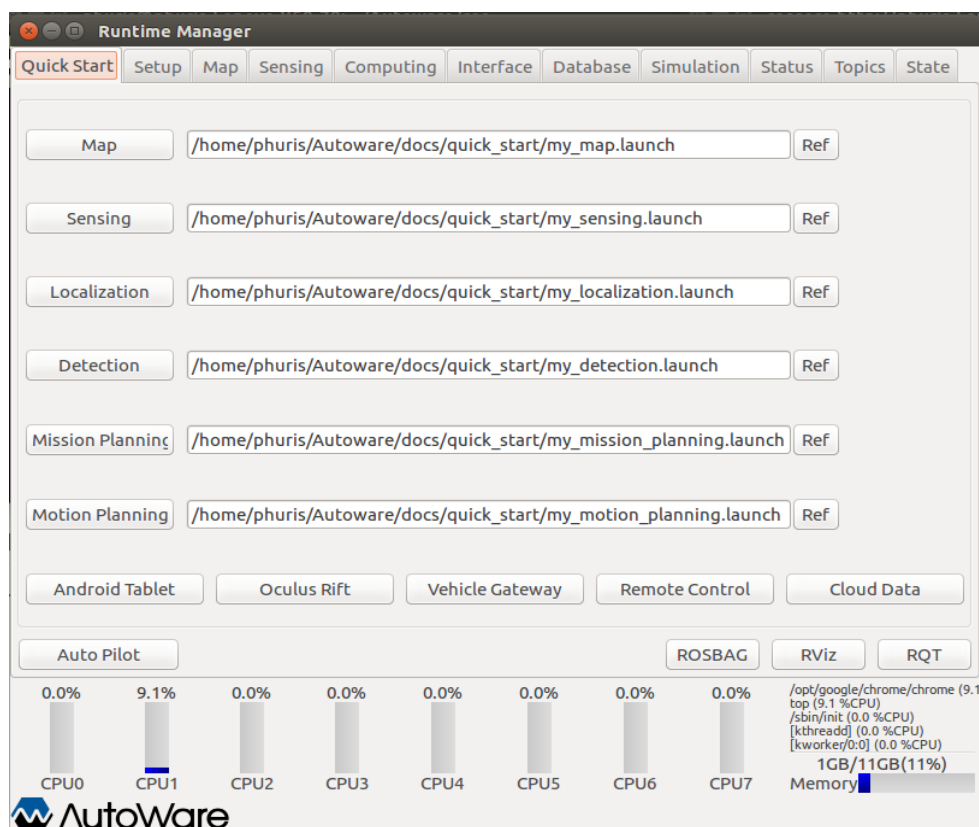 Runtime Manager
Quick Start Setup Map Sensing Computing Interface Database Simulation Status Topics State
Map /home/phuris/Autoware/docs/quick_start/my_map.launch Ref
Sensing /home/phuris/Autoware/docs/quick_start/my_sensing.launch Ref
Localization /home/phuris/Autoware/docs/quick_start/my_localization.launch Ref
Detection /home/phuris/Autoware/docs/quick_start/my_detection.launch Ref
Mission Planning /home/phuris/Autoware/docs/quick_start/my_mission_planning.launch Ref
Motion Planning /home/phuris/Autoware/docs/quick_start/my_motion_planning.launch Ref
Android Tablet Oculus Rift Vehicle Gateway Remote Control Cloud Data
Auto Pilot ROSBAG RViz RQT
0.0% 9.1% 0.0% 0.0% 0.0% 0.0% 0.0% 0.0%
CPU0 CPU1 CPU2 CPU3 CPU4 CPU5 CPU6 CPU7
/opt/google/chrome/chrome (9.1
top (9.1 %CPU)
/sbin/init (0.0 %CPU)
[kthreadd] (0.0 %CPU)
[kworker/0:0] (0.0 %CPU)
1GB/11GB(11%)
Memory
AutoWare